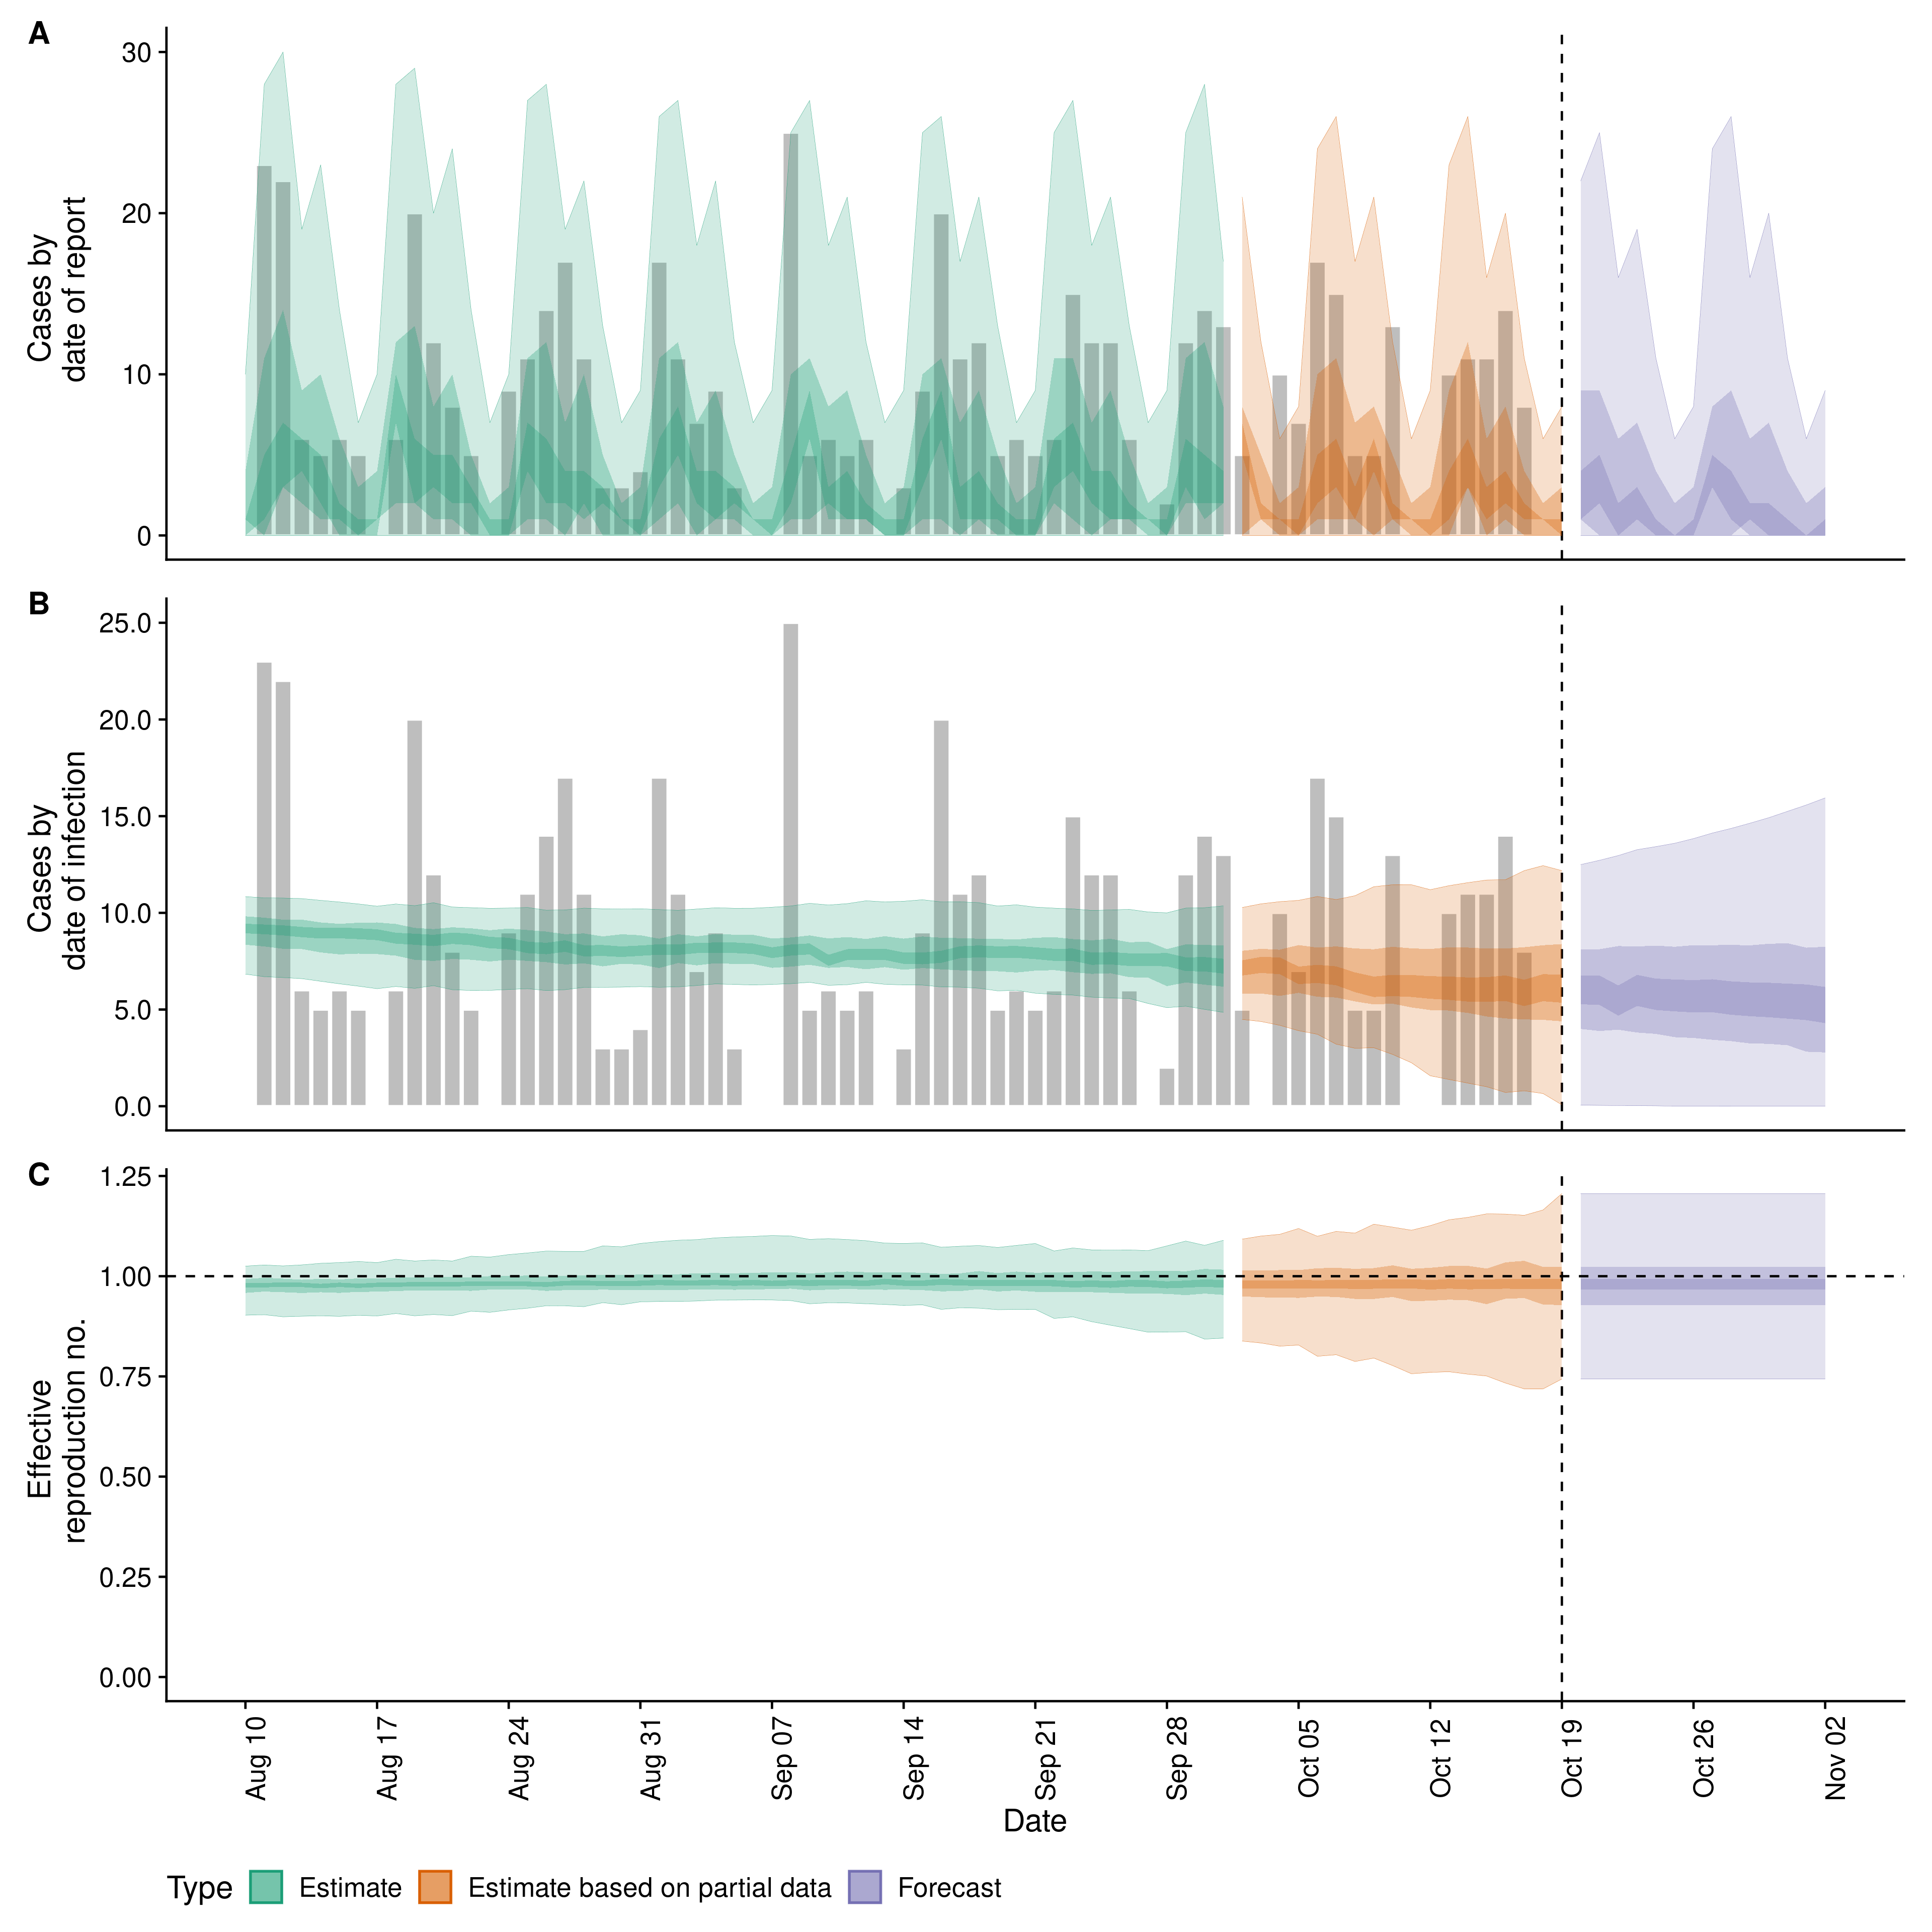 A
Cases by
date of report
30
20
10
0
B
Cases by
date of infection
25.0
20.0
15.0
10.0
5.0
0.0
C
Effective
reproduction no.
1.25
1.00
0.75
0.50
0.25
0.00
Aug 10
Aug 17
Aug 24
Aug 31
Sep 07
Sep 14
Sep 21
Sep 28
Oct 05
Oct 12
Oct 19
Oct 26
Nov 02
Date
Type Estimate Estimate based on partial data Forecast